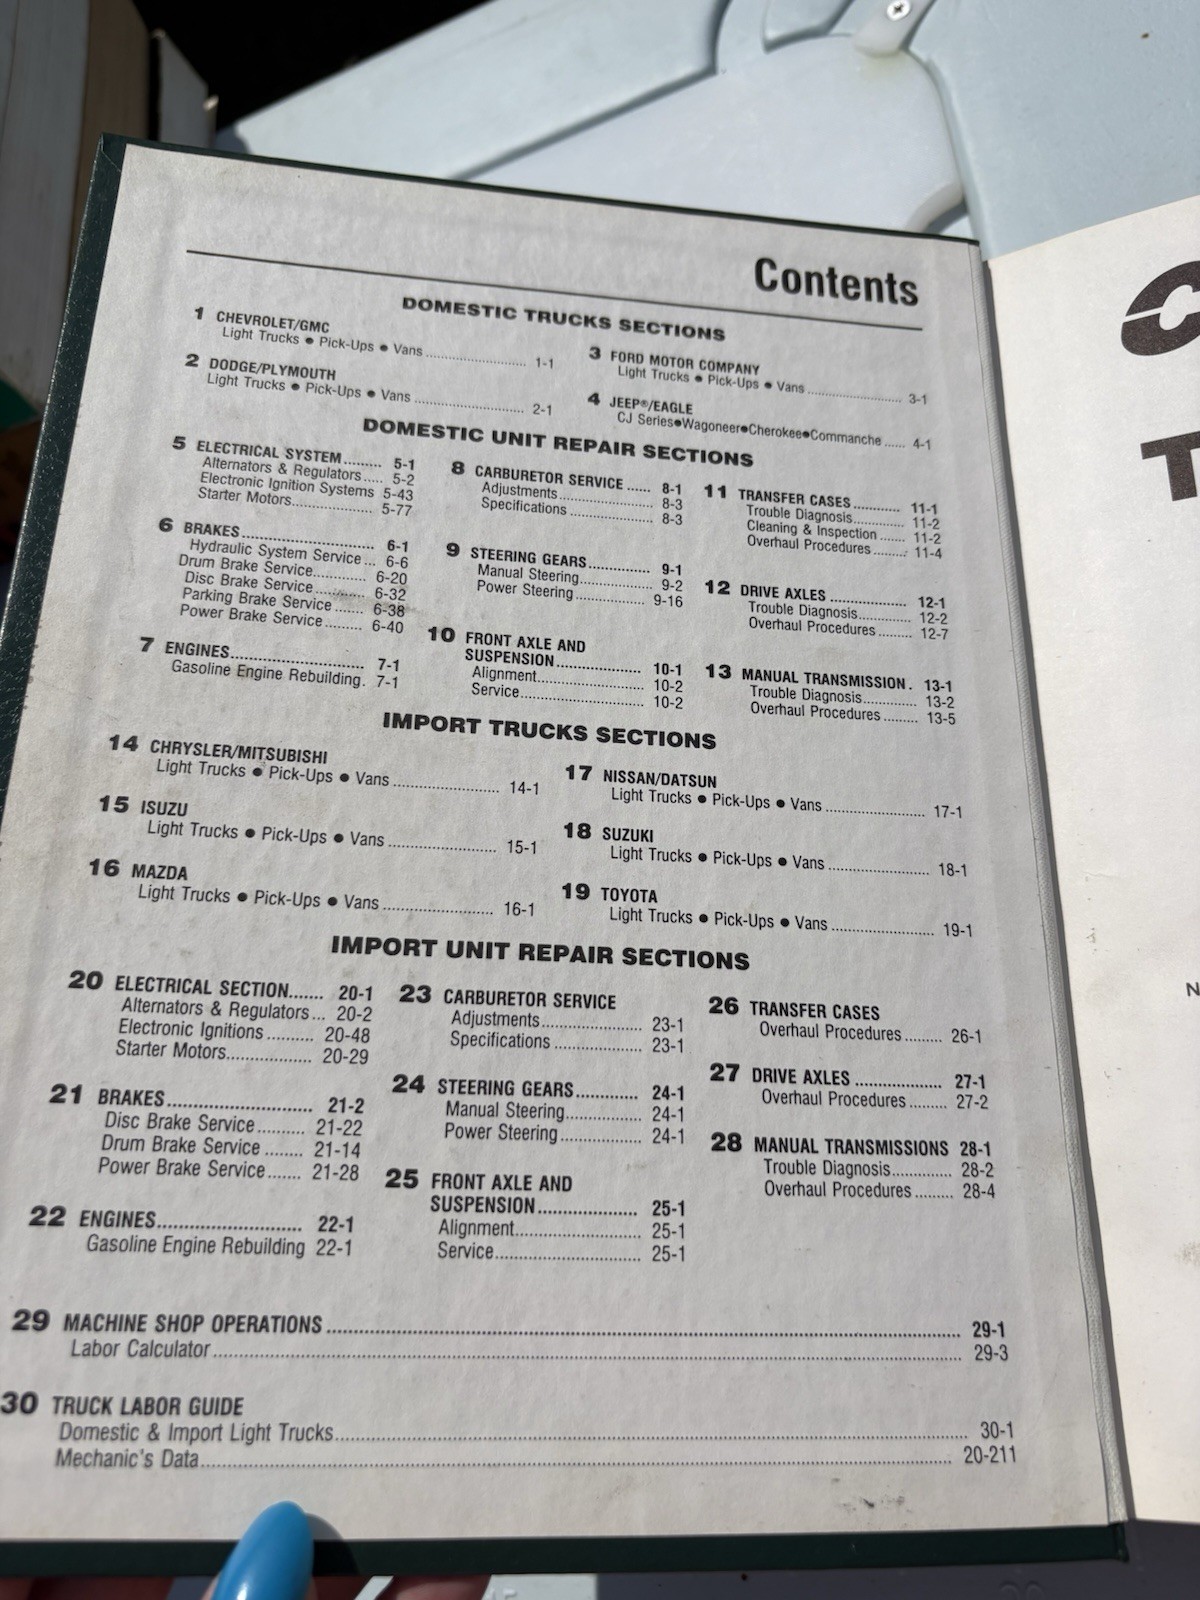 Contents
DOMESTIC TRUCKS SECTIONS
1 CHEVROLET/GMC
Light Trucks ● Pick-Ups ● Vans ........................ 1-1
2 DODGE/PLYMOUTH
Light Trucks ● Pick-Ups ● Vans ........................ 2-1
3 FORD MOTOR COMPANY
Light Trucks ● Pick-Ups ● Vans ..................... 3-1
4 JEEP®/EAGLE
CJ Series●Wagoneer●Cherokee●Commanche ..... 4-1
DOMESTIC UNIT REPAIR SECTIONS
5 ELECTRICAL SYSTEM ......... 5-1
Alternators & Regulators ..... 5-2
Electronic Ignition Systems 5-43
Starter Motors................... 5-77
6 BRAKES ............................... 6-1
Hydraulic System Service ... 6-6
Drum Brake Service............ 6-20
Disc Brake Service .............. 6-32
Parking Brake Service ....... 6-38
Power Brake Service ......... 6-40
7 ENGINES ............................... 7-1
Gasoline Engine Rebuilding. 7-1
8 CARBURETOR SERVICE ...... 8-1
Adjustments ........................ 8-3
Specifications ..................... 8-3
9 STEERING GEARS ............... 9-1
Manual Steering.................. 9-2
Power Steering ................. 9-16
10 FRONT AXLE AND
SUSPENSION .................... 10-1
Alignment......................... 10-2
Service............................. 10-2
11 TRANSFER CASES ............ 11-1
Trouble Diagnosis............. 11-2
Cleaning & Inspection ...... 11-2
Overhaul Procedures ........ 11-4
12 DRIVE AXLES ................... 12-1
Trouble Diagnosis............. 12-2
Overhaul Procedures ........ 12-7
13 MANUAL TRANSMISSION . 13-1
Trouble Diagnosis............. 13-2
Overhaul Procedures ........ 13-5
IMPORT TRUCKS SECTIONS
14 CHRYSLER/MITSUBISHI
Light Trucks ● Pick-Ups ● Vans ........................ 14-1
15 ISUZU
Light Trucks ● Pick-Ups ● Vans ........................ 15-1
16 MAZDA
Light Trucks ● Pick-Ups ● Vans ........................ 16-1
17 NISSAN/DATSUN
Light Trucks ● Pick-Ups ● Vans ....................... 17-1
18 SUZUKI
Light Trucks ● Pick-Ups ● Vans ....................... 18-1
19 TOYOTA
Light Trucks ● Pick-Ups ● Vans ....................... 19-1
IMPORT UNIT REPAIR SECTIONS
20 ELECTRICAL SECTION....... 20-1
Alternators & Regulators ... 20-2
Electronic Ignitions .......... 20-48
Starter Motors.................. 20-29
21 BRAKES ............................. 21-2
Disc Brake Service .......... 21-22
Drum Brake Service ........ 21-14
Power Brake Service ....... 21-28
22 ENGINES ............................. 22-1
Gasoline Engine Rebuilding 22-1
23 CARBURETOR SERVICE
Adjustments...................... 23-1
Specifications ................... 23-1
24 STEERING GEARS ............. 24-1
Manual Steering................ 24-1
Power Steering ................. 24-1
25 FRONT AXLE AND
SUSPENSION .................... 25-1
Alignment......................... 25-1
Service............................. 25-1
26 TRANSFER CASES
Overhaul Procedures ........ 26-1
27 DRIVE AXLES ................... 27-1
Overhaul Procedures ........ 27-2
28 MANUAL TRANSMISSIONS 28-1
Trouble Diagnosis............. 28-2
Overhaul Procedures ........ 28-4
29 MACHINE SHOP OPERATIONS ............................................................ 29-1
Labor Calculator ............................................................................ 29-3
30 TRUCK LABOR GUIDE
Domestic & Import Light Trucks........................................................ 30-1
Mechanic's Data............................................................................ 20-211
C
T
N